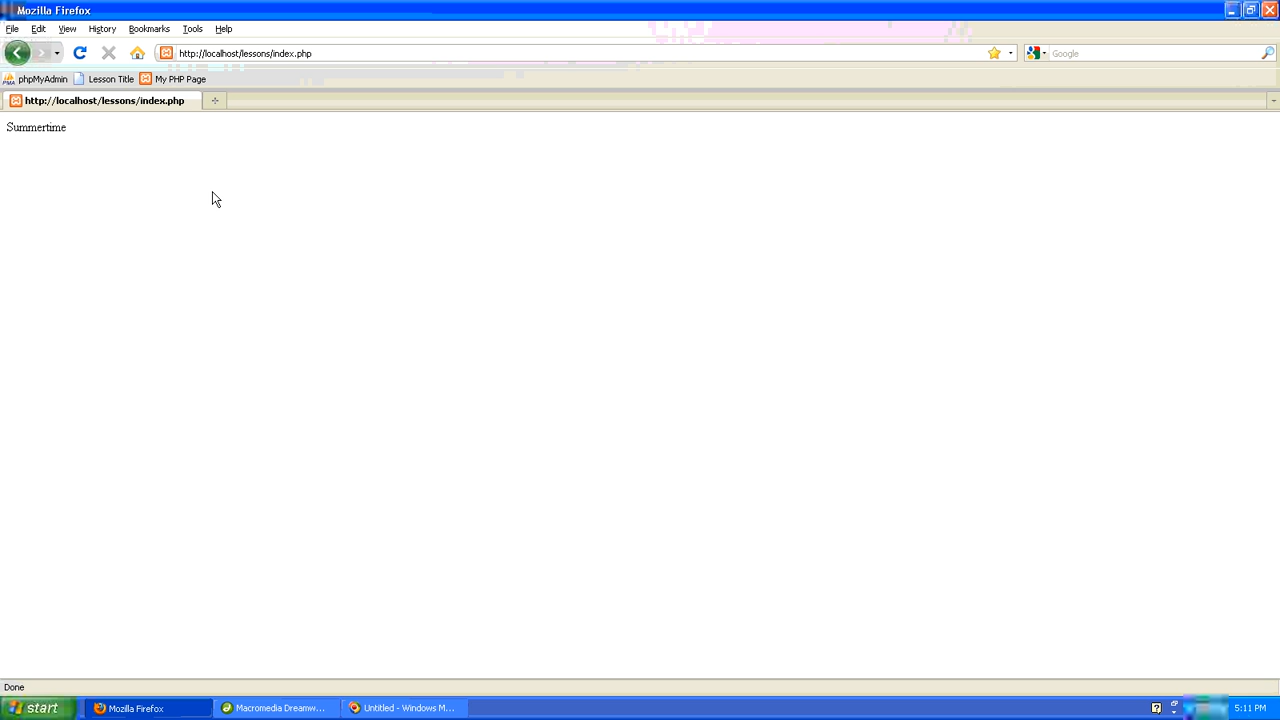 Mozilla Firefox
File Edit View History Bookmarks Tools Help
http://localhost/lessons/index.php
Google
phpMyAdmin Lesson Title My PHP Page
http://localhost/lessons/index.php
Summertime
Done
start Mozilla Firefox Macromedia Dreamw... Untitled - Windows M... 5:11 PM